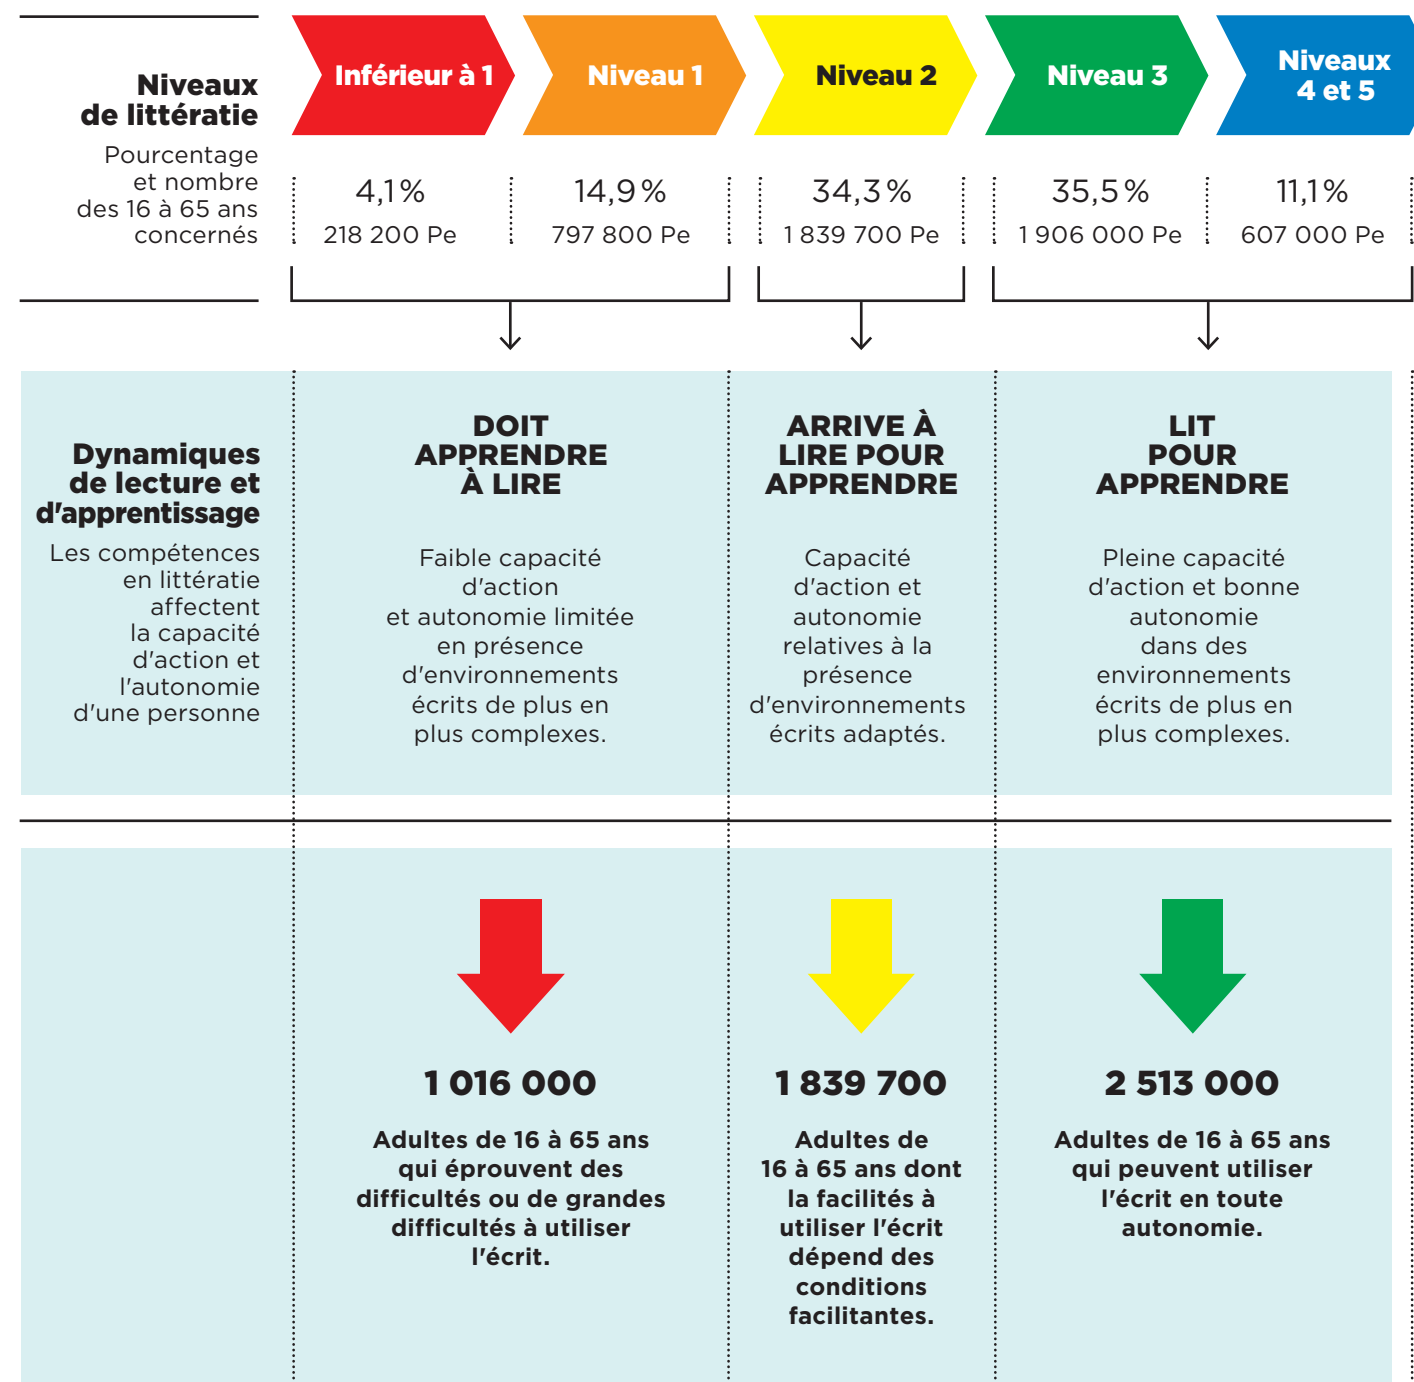 Niveaux
de littératie
Pourcentage
et nombre
des 16 à 65 ans
concernés
Inférieur à 1
Niveau 1
Niveau 2
Niveau 3
Niveaux
4 et 5
4,1 %
14,9 %
34,3 %
35,5 %
11,1 %
218 200 Pe
797 800 Pe
1 839 700 Pe
1 906 000 Pe
607 000 Pe
Dynamiques
de lecture et
d'apprentissage
Les compétences
en littératie
affectent
la capacité
d'action et
l'autonomie
d'une personne
DOIT
APPRENDRE
À LIRE
Faible capacité
d'action
et autonomie limitée
en présence
d'environnements
écrits de plus en
plus complexes.
ARRIVE À
LIRE POUR
APPRENDRE
Capacité
d'action et
autonomie
relatives à la
présence
d'environnements
écrits adaptés.
LIT
POUR
APPRENDRE
Pleine capacité
d'action et bonne
autonomie
dans des
environnements
écrits de plus en
plus complexes.
1 016 000
Adultes de 16 à 65 ans
qui éprouvent des
difficultés ou de grandes
difficultés à utiliser
l'écrit.
1 839 700
Adultes de
16 à 65 ans dont
la facilités à
utiliser l'écrit
dépend des
conditions
facilitantes.
2 513 000
Adultes de 16 à 65 ans
qui peuvent utiliser
l'écrit en toute
autonomie.